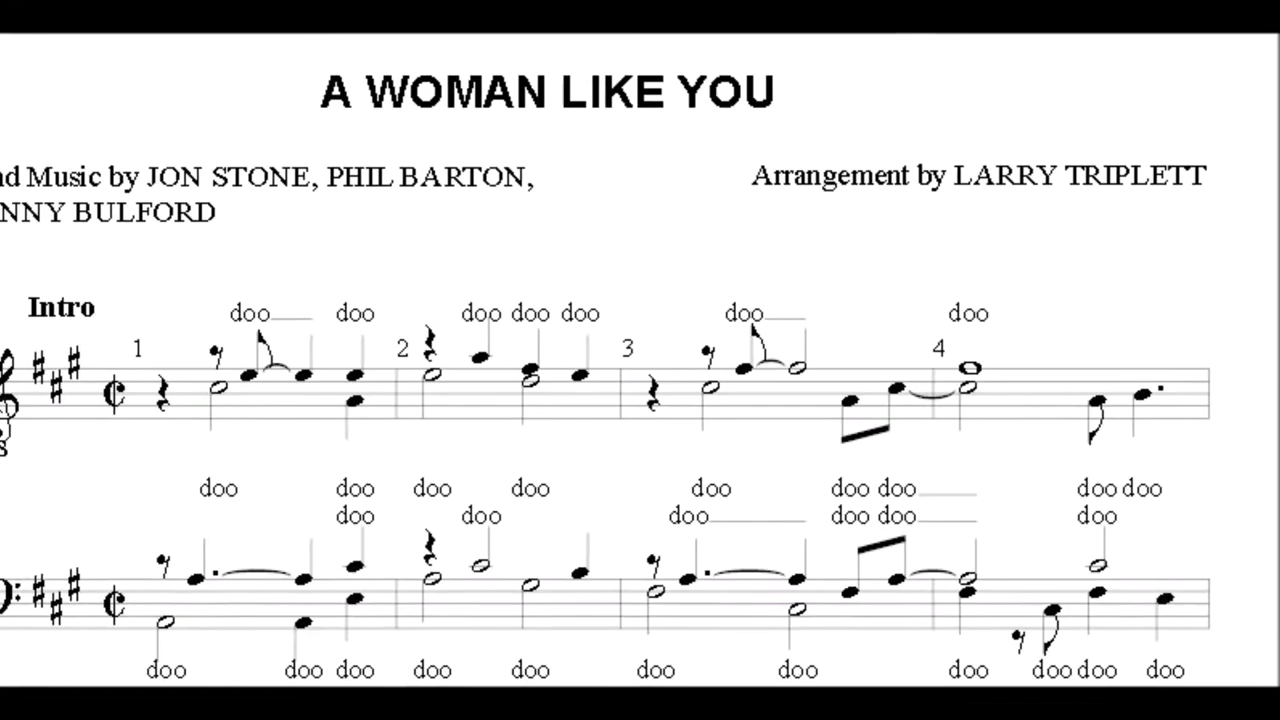 A WOMAN LIKE YOU
nd Music by JON STONE, PHIL BARTON,
Arrangement by LARRY TRIPLETT
NNY BULFORD
Intro
doo doo doo doo doo doo doo
1 2 3 4
8
doo doo doo doo doo doo doo doo doo
doo doo doo doo doo doo
doo doo doo doo doo doo doo doo doo doo doo